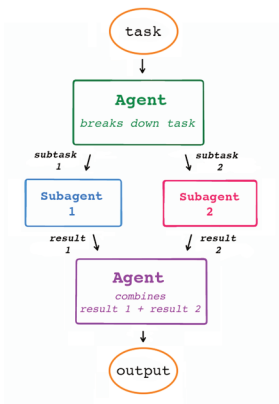 task
Agent
breaks down task
subtask
1
subtask
2
Subagent
1
Subagent
2
result
1
result
2
Agent
combines
result 1 + result 2
output